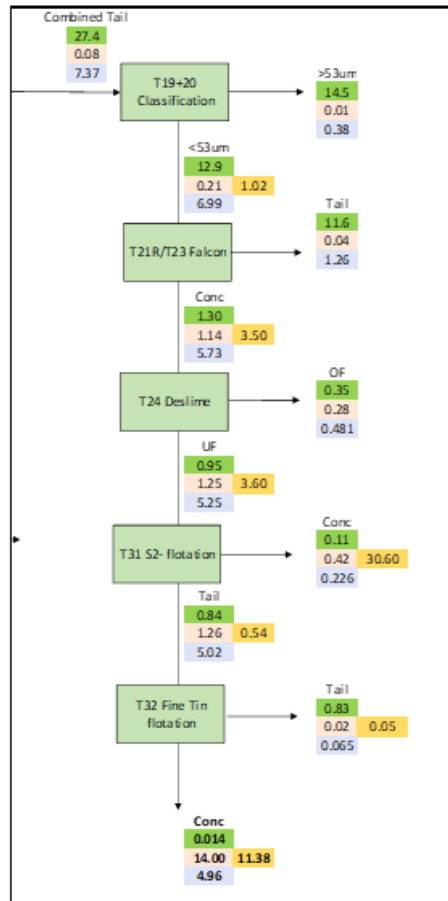 Combined Tail
27.4
0.08
7.37
T19+20
Classification
>53um
14.5
0.01
0.38
<53um
12.9
0.21 1.02
6.99
T21R/T23 Falcon
Tail
11.6
0.04
1.26
Conc
1.30
1.14 3.50
5.73
T24 Deslime
OF
0.35
0.28
0.481
UF
0.95
1.25 3.60
5.25
T31 S2- flotation
Conc
0.11
0.42 30.60
0.226
Tail
0.84
1.26 0.54
5.02
T32 Fine Tin
flotation
Tail
0.83
0.02 0.05
0.065
Conc
0.014
14.00 11.38
4.96